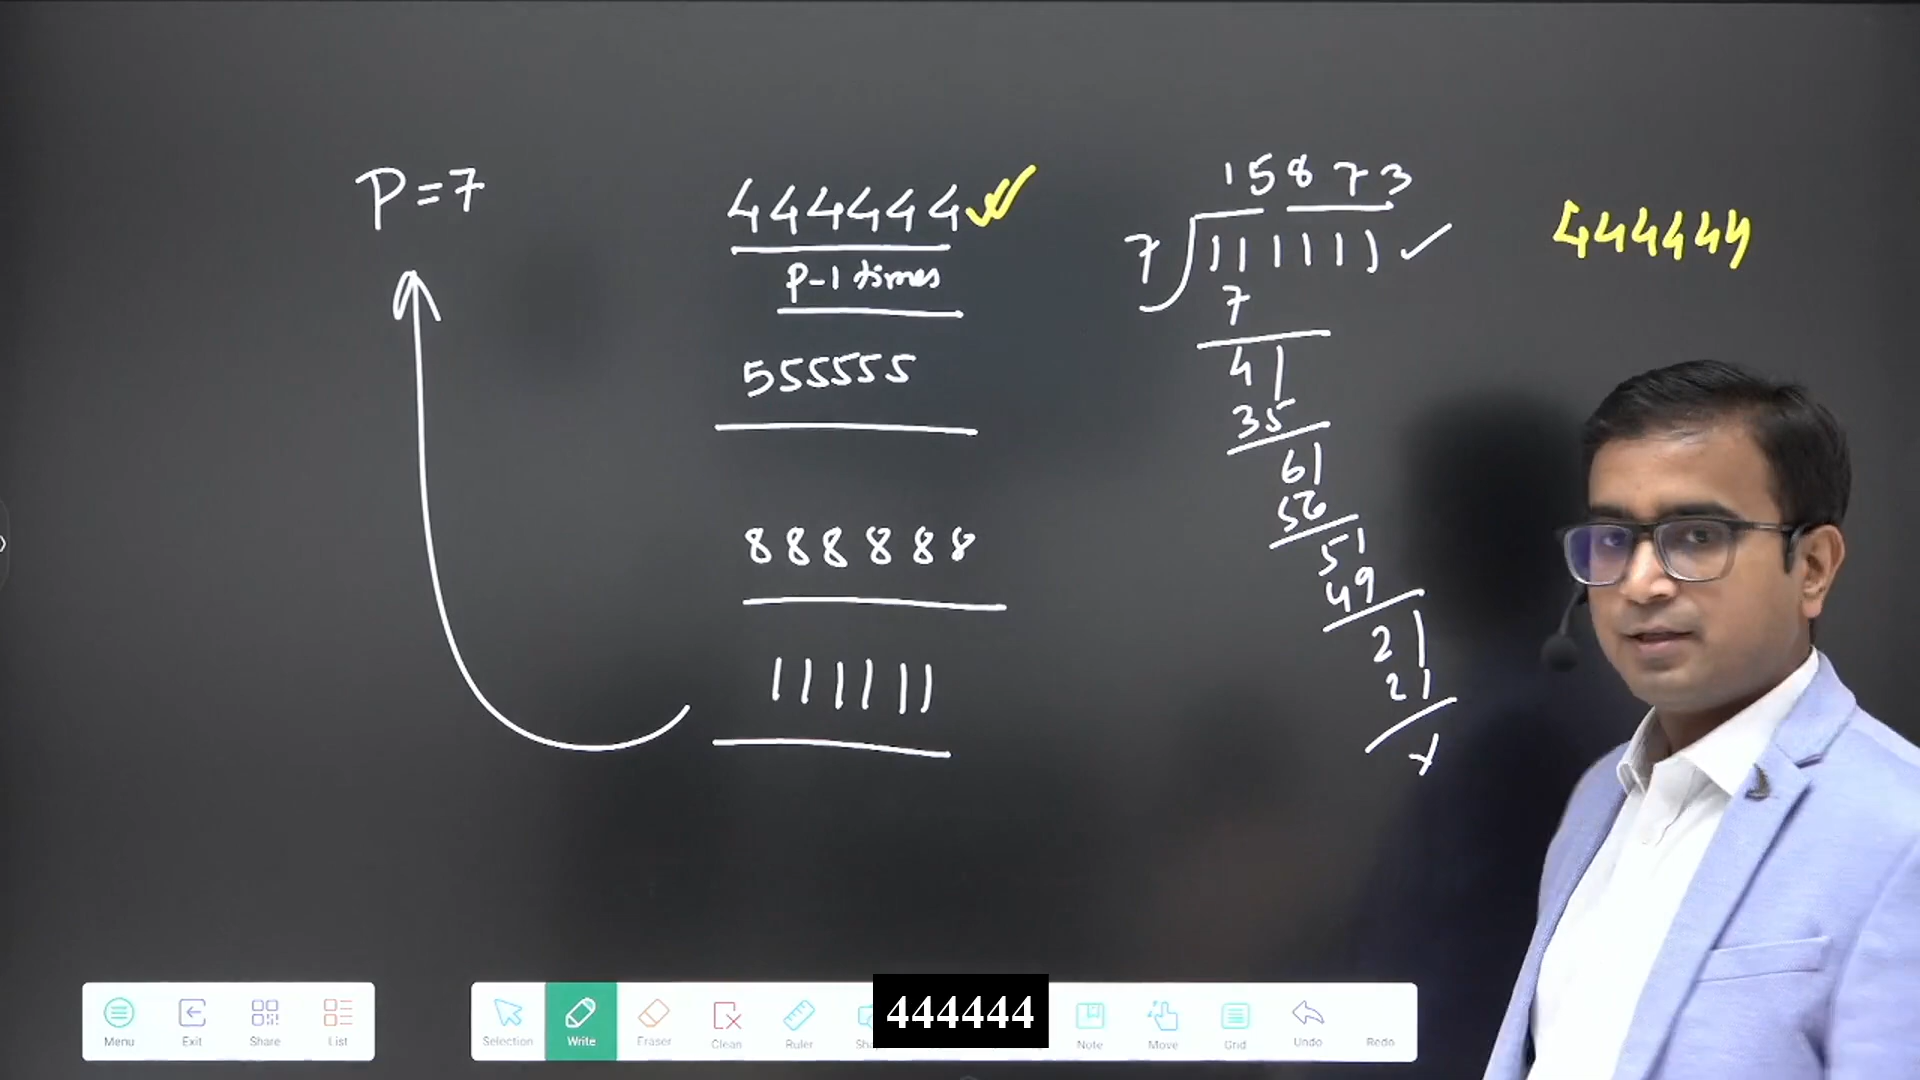 P=7
444444
P-1 times
555555
888888
111111
15873
7 111111
7
41
35
61
56
51
49
21
21
x
444444
444444
Menu
Exit
Share
List
Selection
Write
Eraser
Clean
Ruler
Note
Move
Grid
Undo
Redo